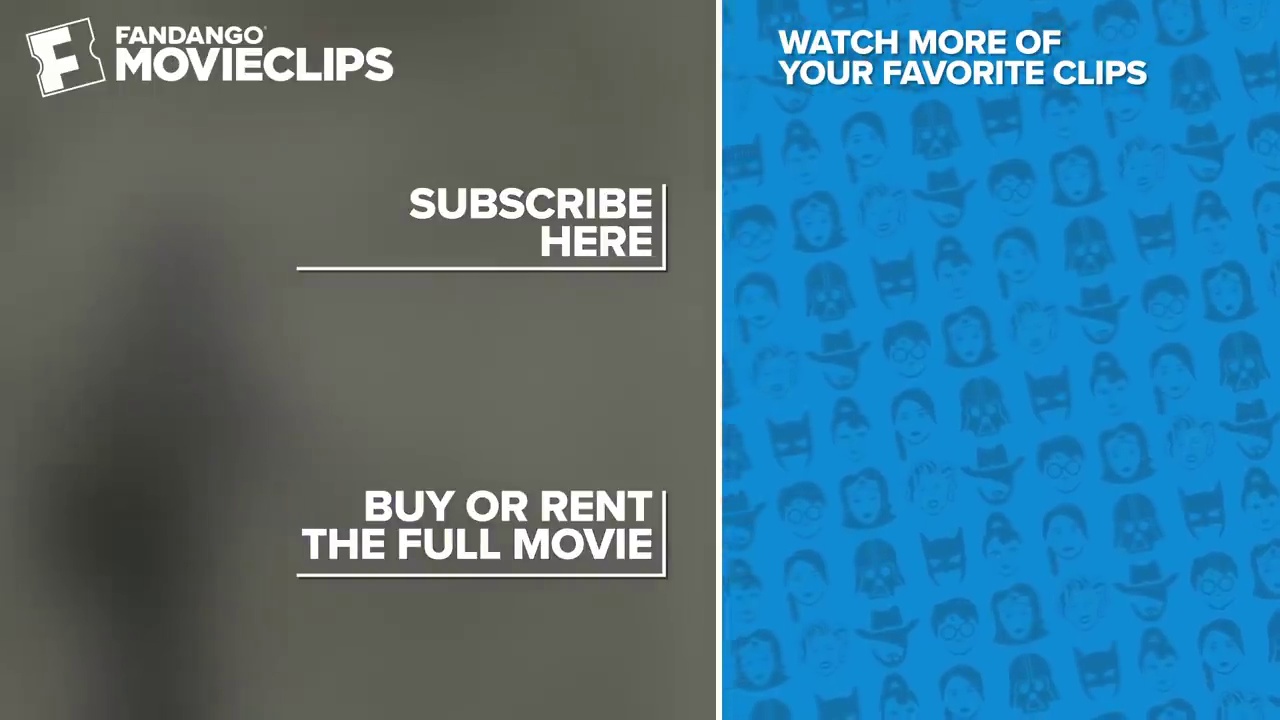 FANDANGO
MOVIECLIPS
SUBSCRIBE
HERE
BUY OR RENT
THE FULL MOVIE
WATCH MORE OF
YOUR FAVORITE CLIPS